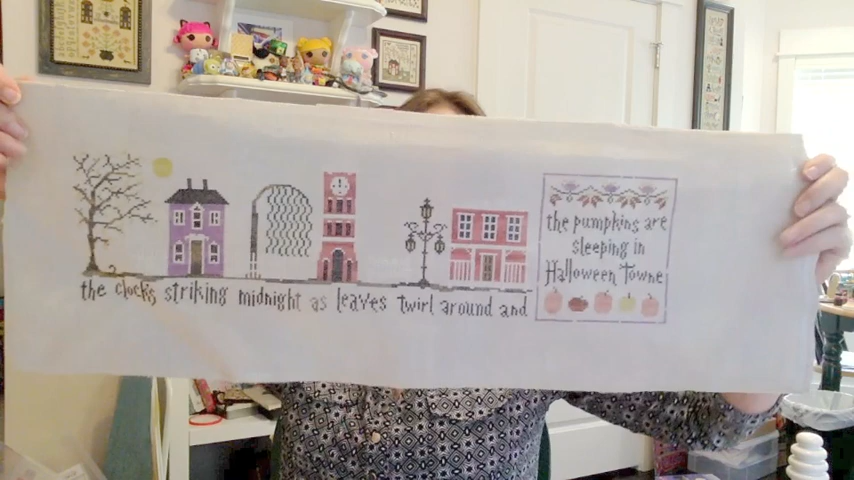 the clocks striking midnight as leaves twirl around and
the pumpkins are
sleeping in
Halloween Towne